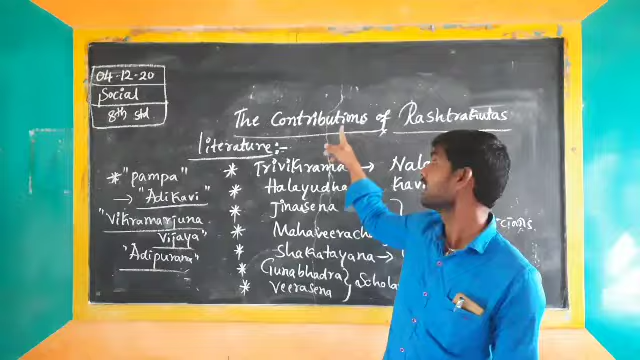 04-12-20
Social
8th std
The Contributions of Rashtrakutas
Literature:-
* Trivikrama → Nala
* Halayudha Kavi
* Jinasena
* Mahaveerach
* Shakatayana →
* Gunabhadra
* Veerasena } Schola
* "pampa"
→ "Adikavi"
"Vikramarjuna
Vijaya"
"Adipurana"